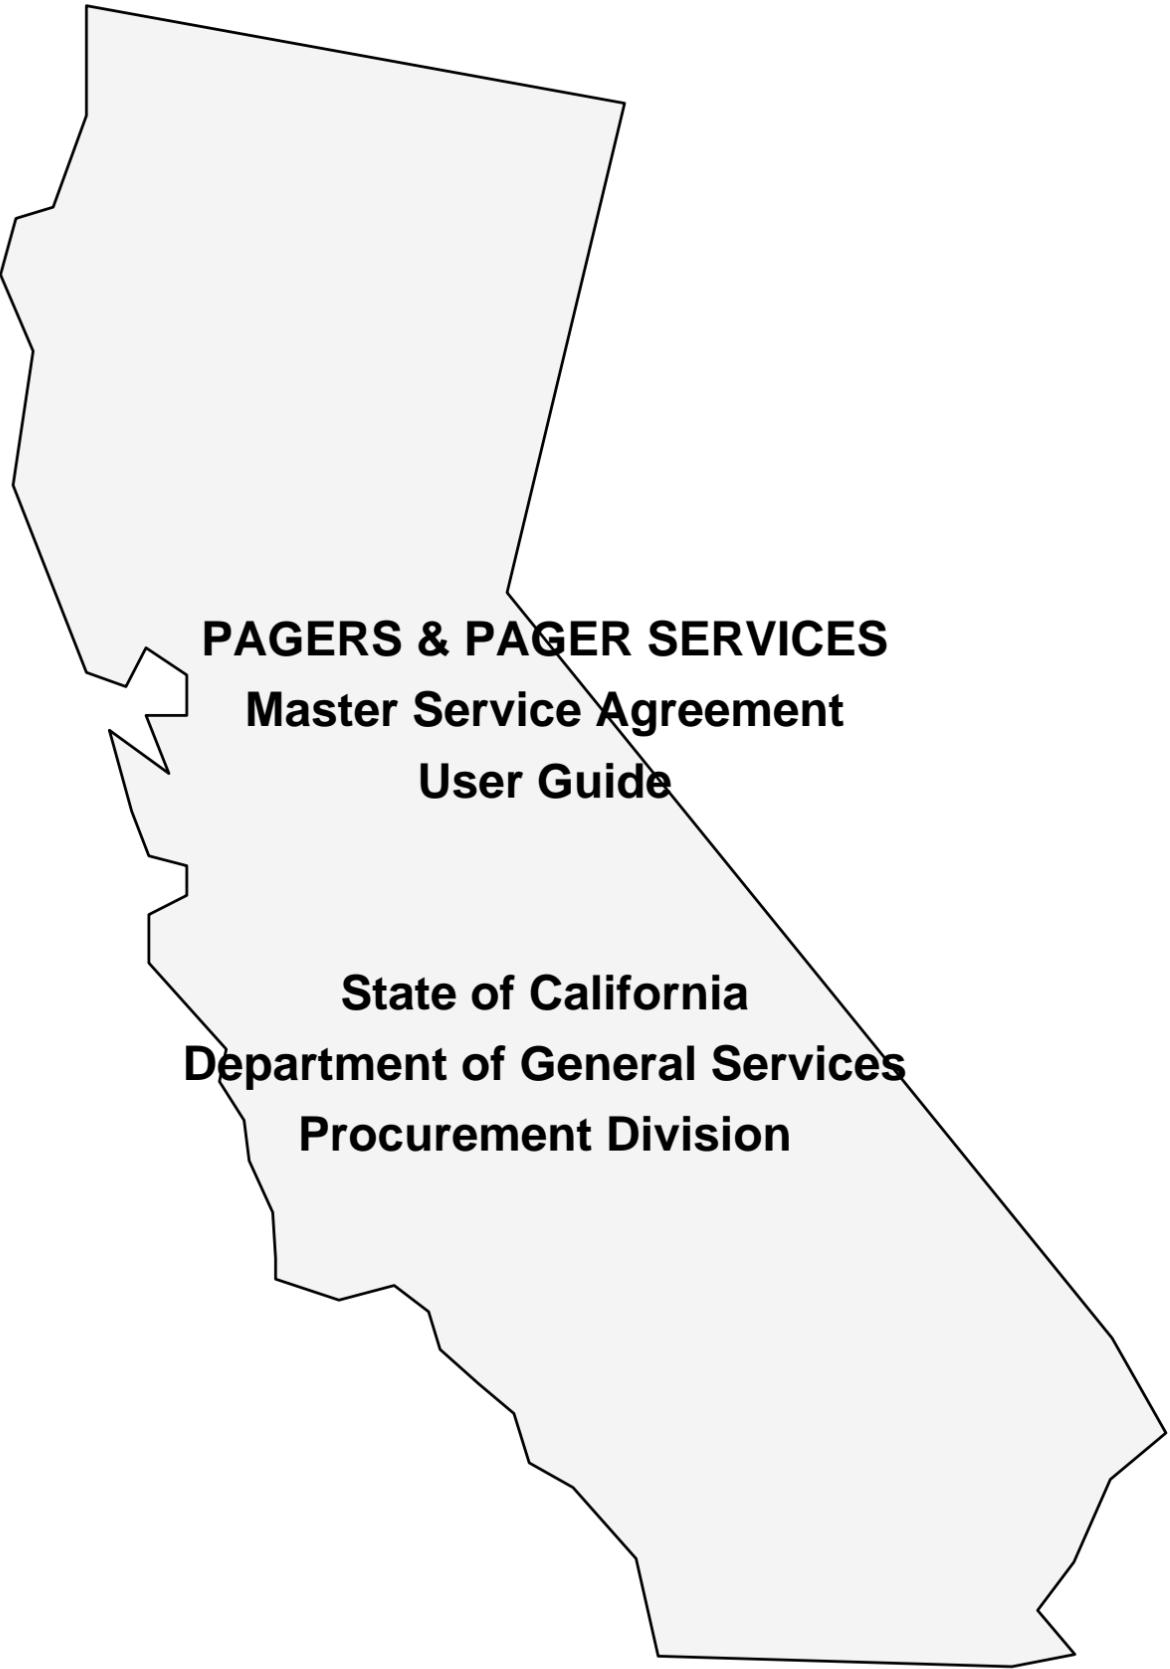 PAGERS & PAGER SERVICES
Master Service Agreement
User Guide
State of California
Department of General Services
Procurement Division